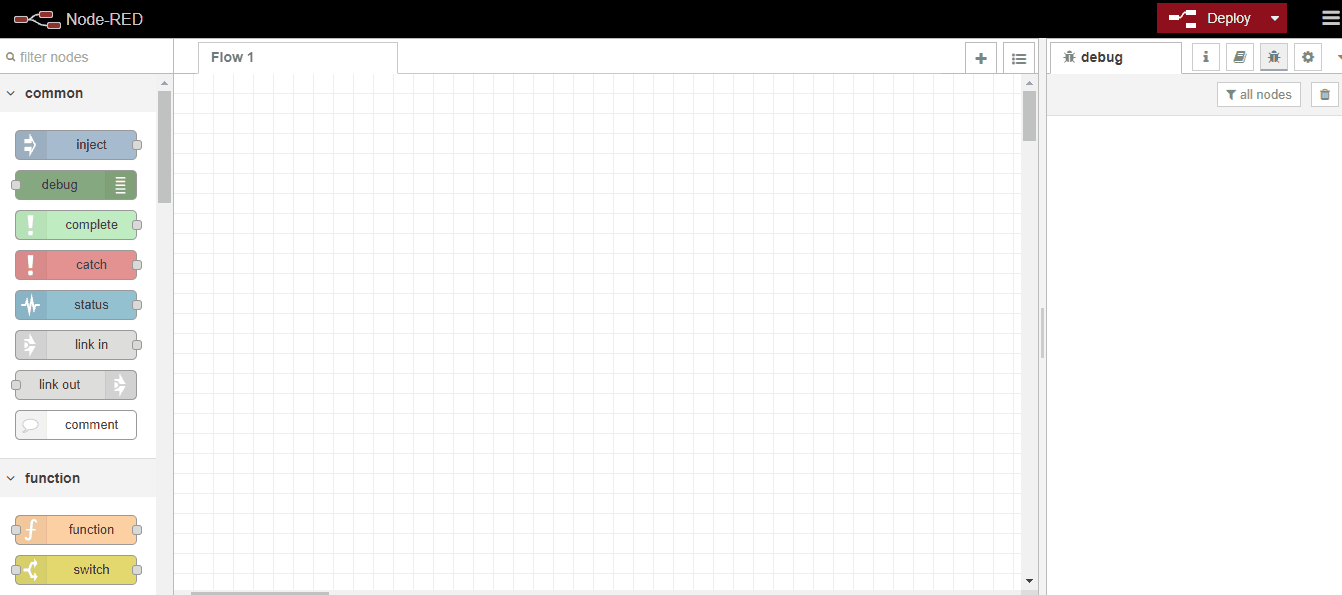 Node-RED
Deploy
filter nodes
Flow 1
debug
i
all nodes
common
inject
debug
complete
catch
status
link in
link out
comment
function
function
switch